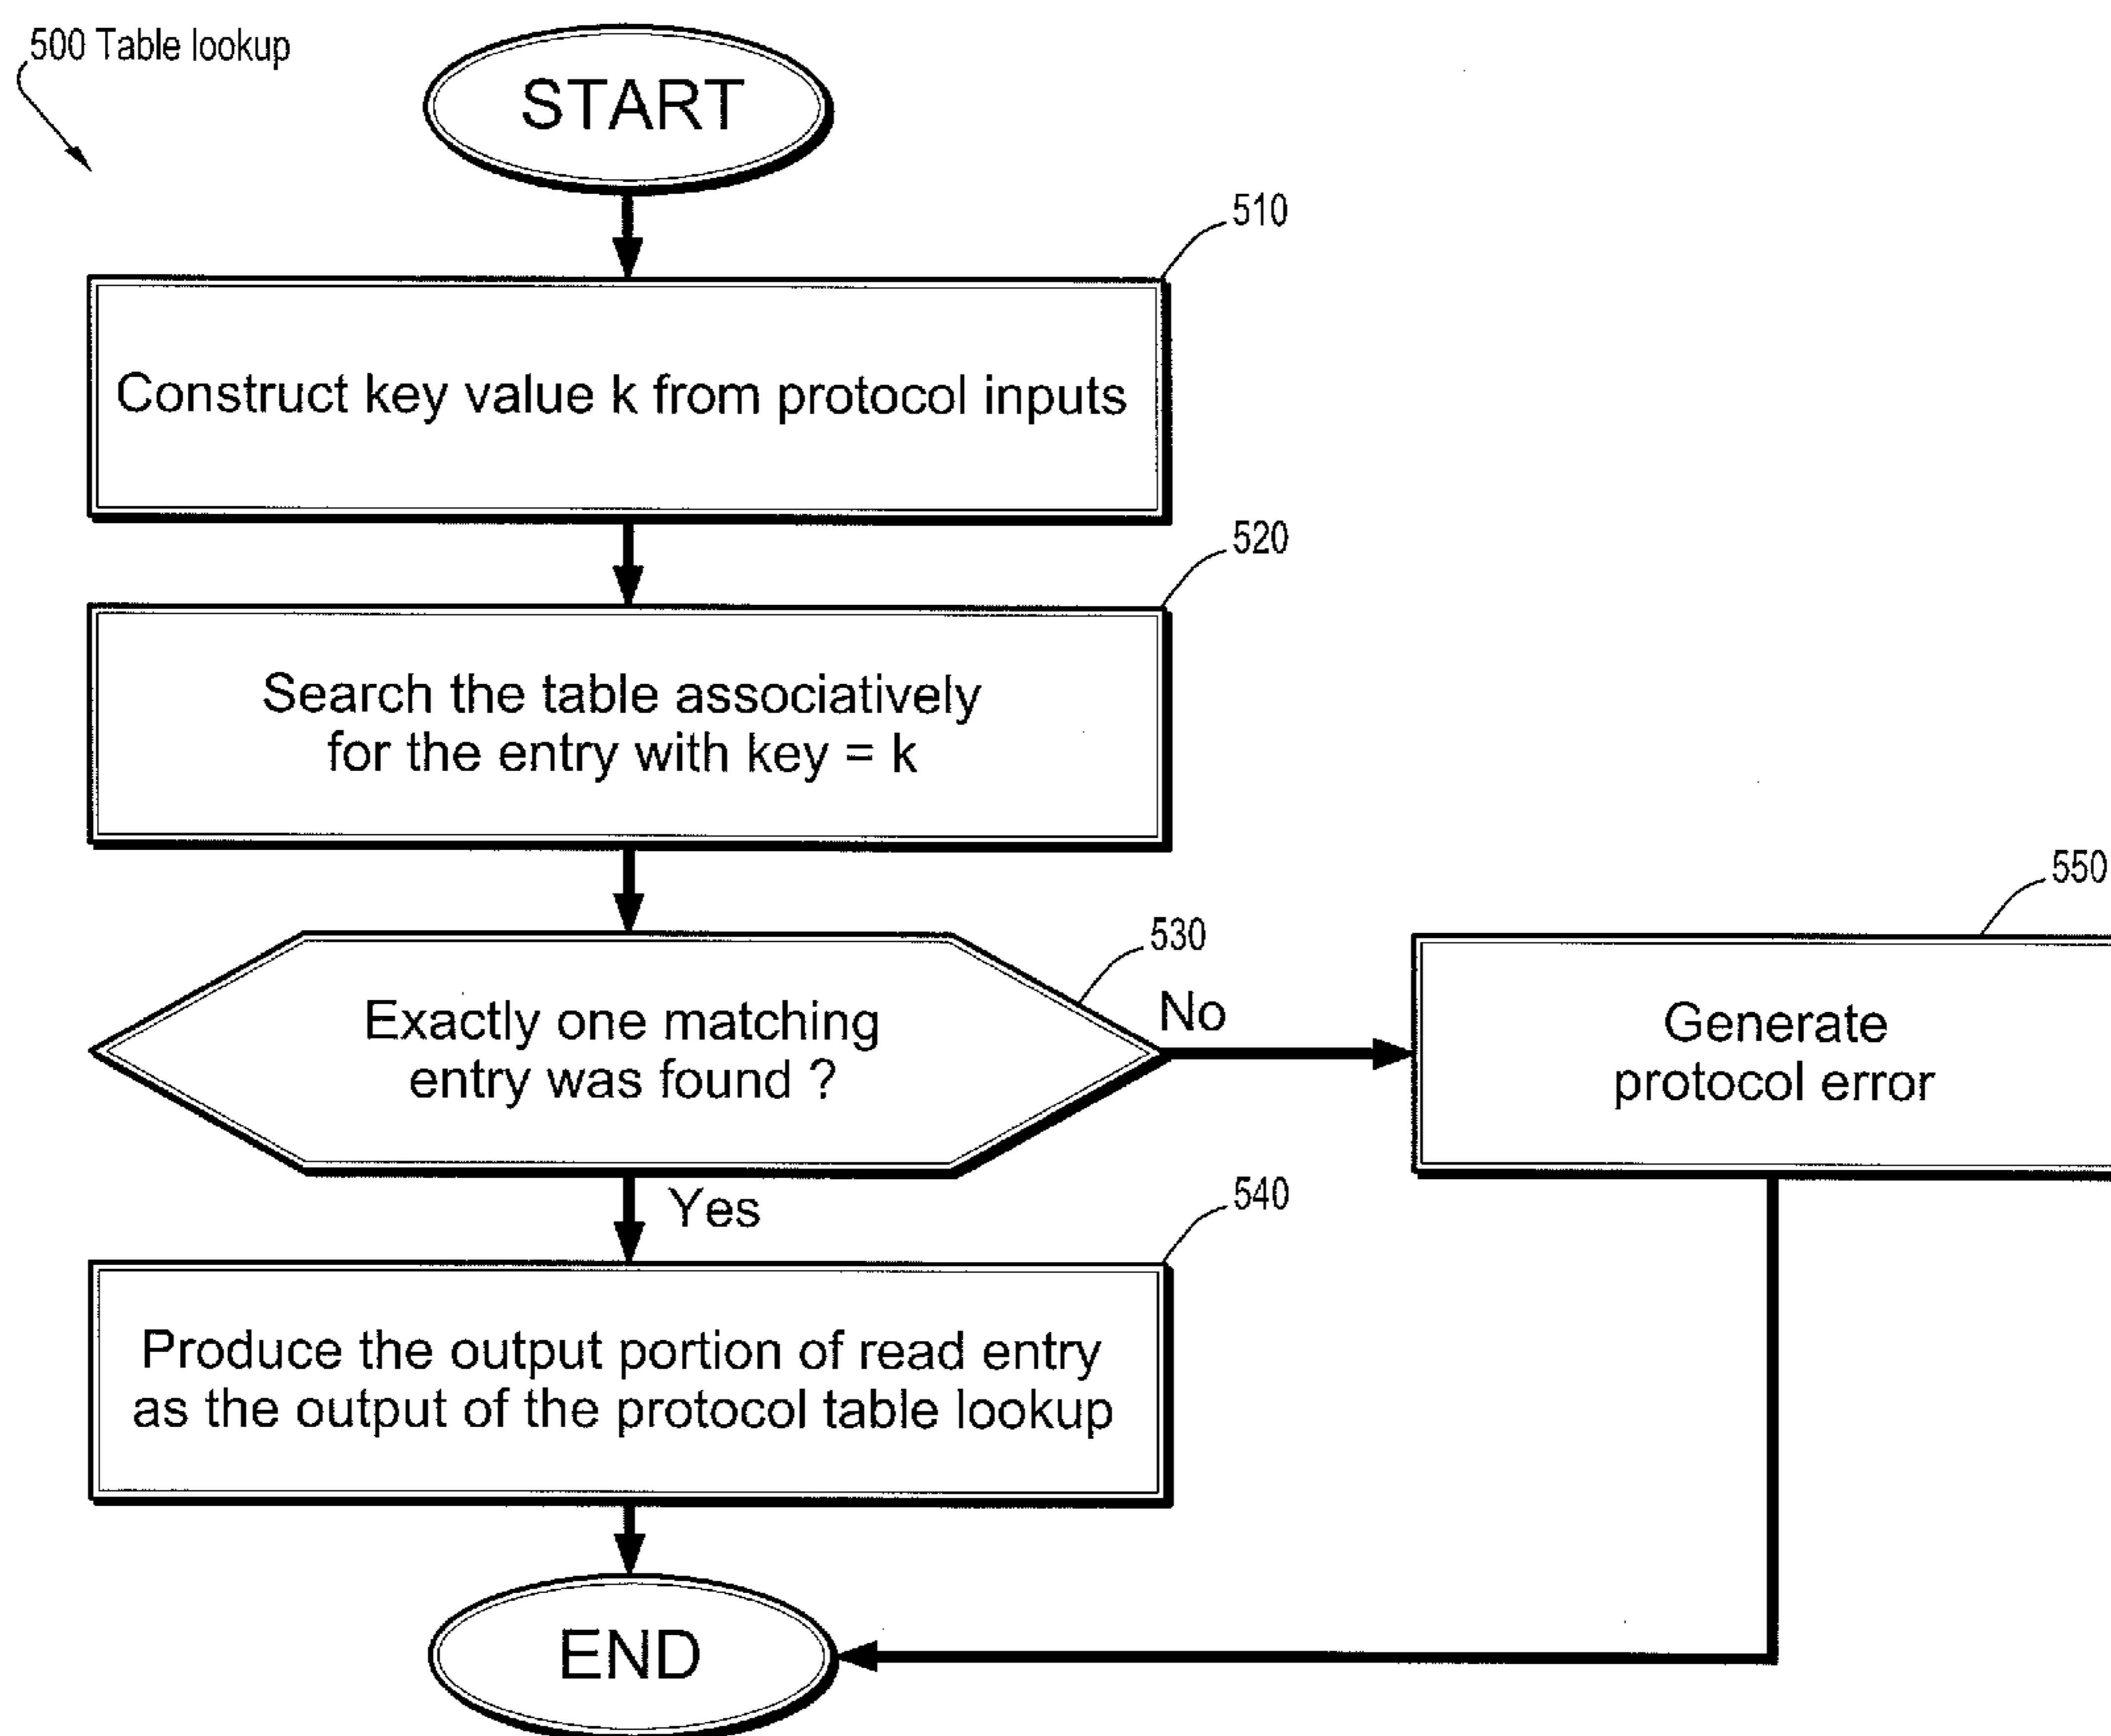 500 Table lookup
START
510
Construct key value k from protocol inputs
520
Search the table associatively
for the entry with key = k
530
Exactly one matching
entry was found ?
No
550
Generate
protocol error
Yes
540
Produce the output portion of read entry
as the output of the protocol table lookup
END